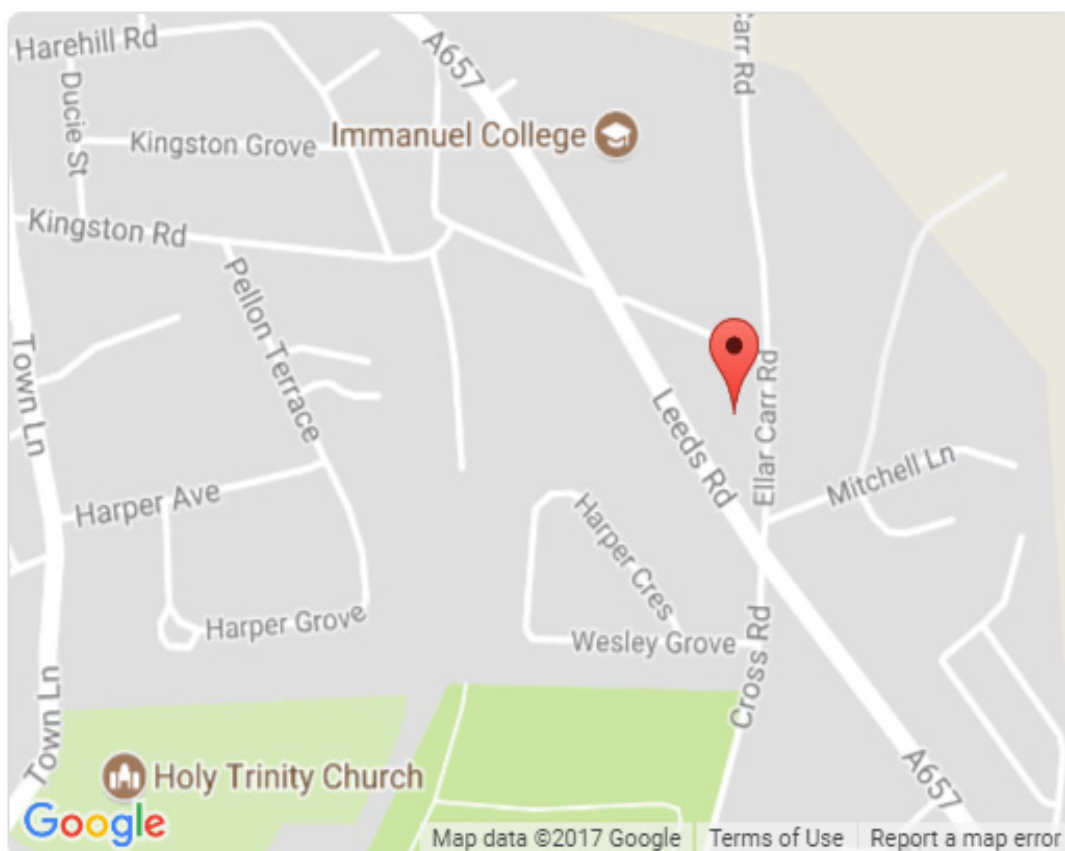 Harehill Rd
A657
Carr Rd
Ducie St
Kingston Grove
Immanuel College
Kingston Rd
Pellon Terrace
Town Ln
Leeds Rd
Ellar Carr Rd
Mitchell Ln
Harper Ave
Harper Cres
Harper Grove
Wesley Grove
Cross Rd
Town Ln
Holy Trinity Church
A657
Google
Map data ©2017 Google
Terms of Use
Report a map error